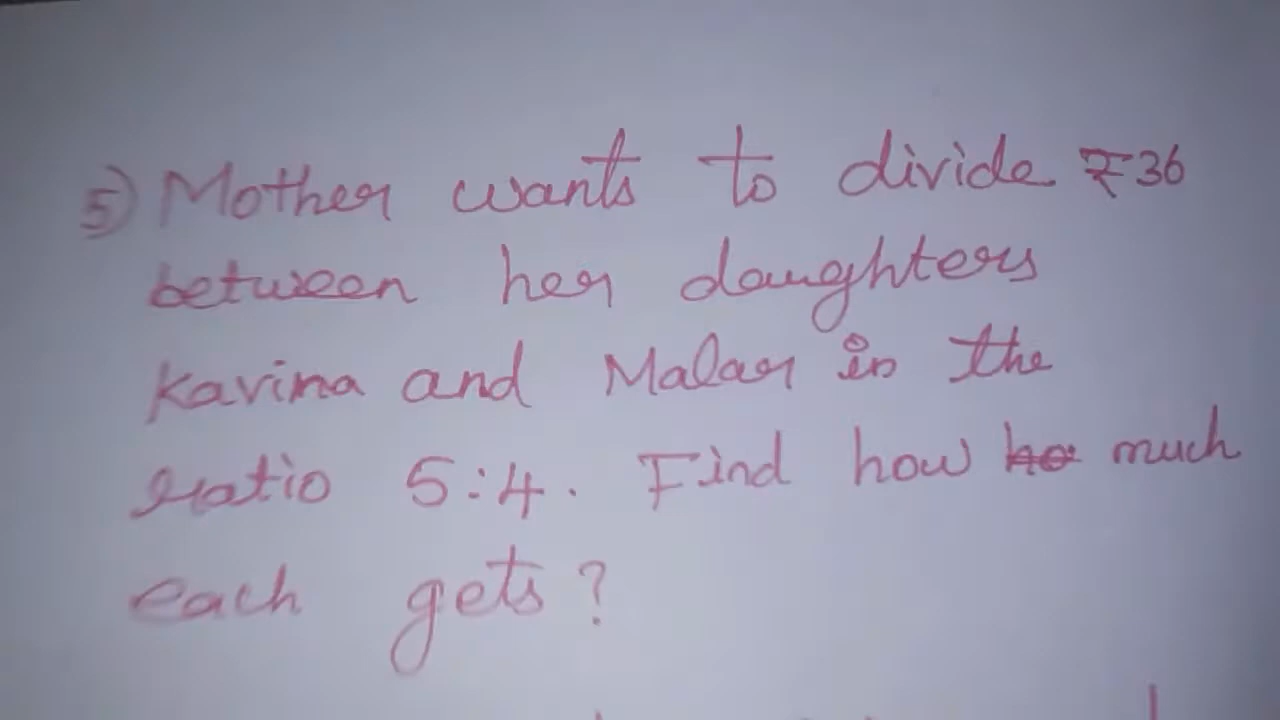 5) Mother wants to divide ₹36
between her daughters
Kavina and Malar in the
ratio 5:4. Find how ho much
each gets?